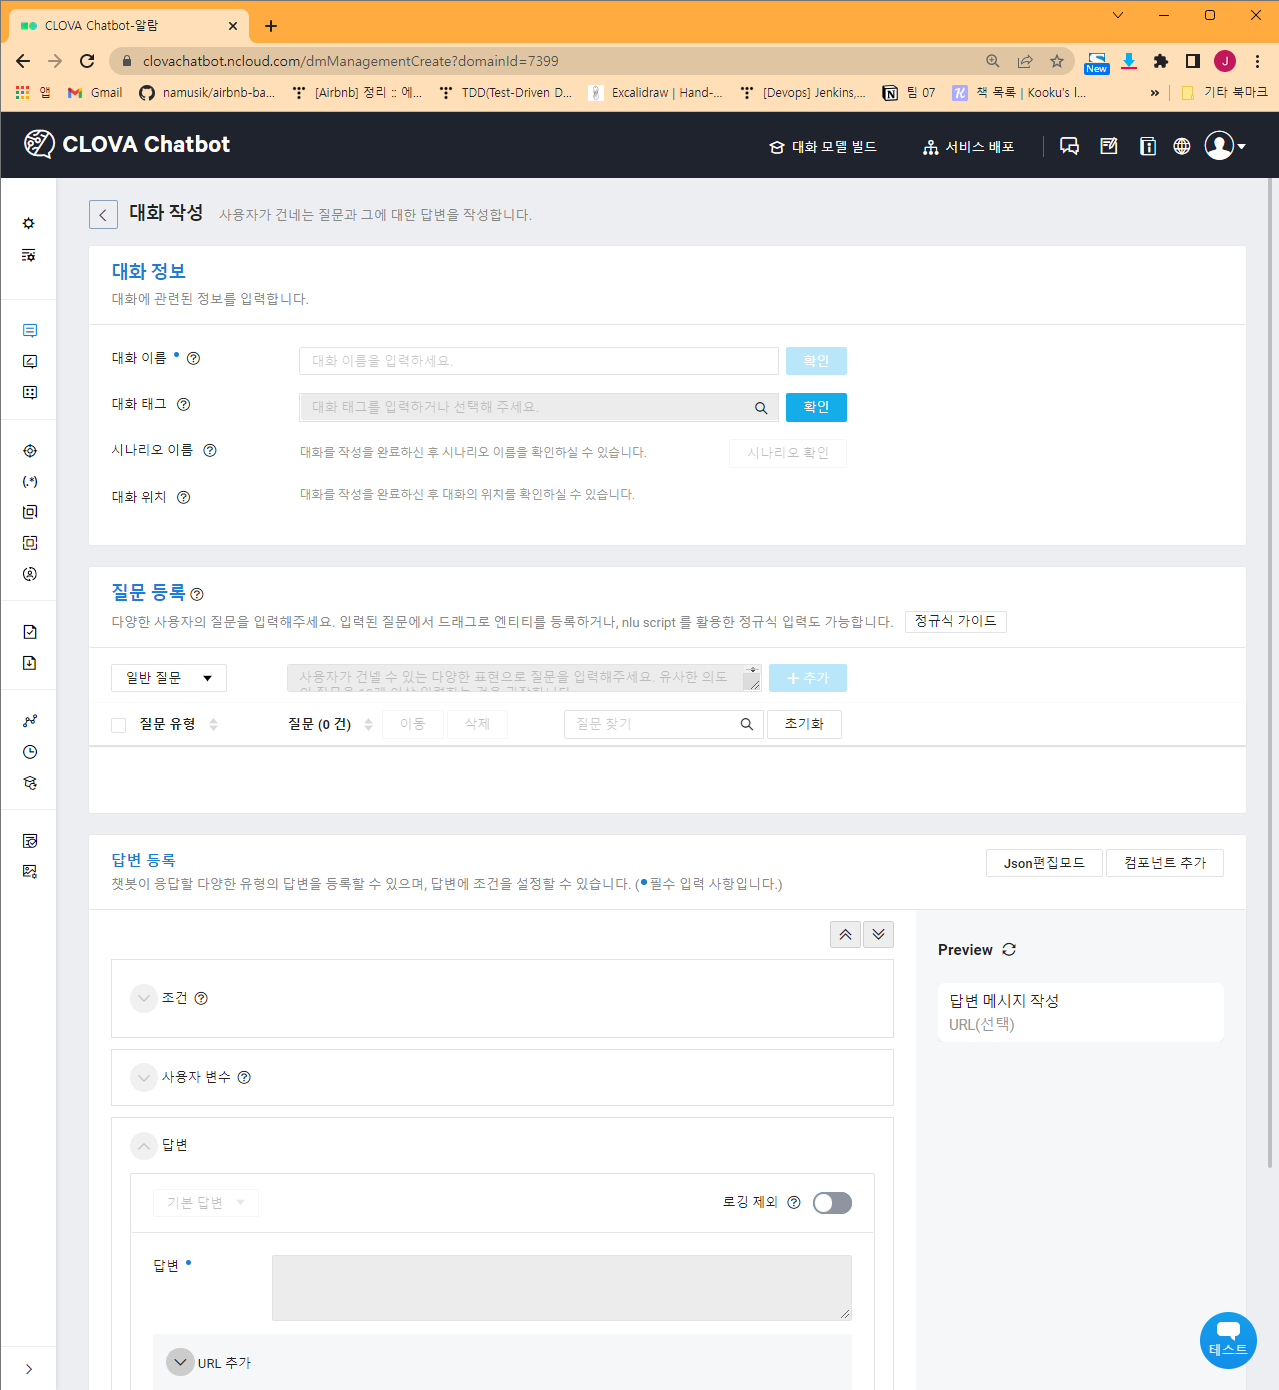 CLOVA Chatbot-알람
clovachatbot.ncloud.com/dmManagementCreate?domainId=7399
New
J
앱
Gmail
namusik/airbnb-ba...
[Airbnb] 정리 :: 에...
TDD(Test-Driven D...
Excalidraw | Hand-...
[Devops] Jenkins,...
팀 07
책 목록 | Kooku's l...
»
기타 북마크
CLOVA Chatbot
대화 모델 빌드
서비스 배포
대화 작성
사용자가 건네는 질문과 그에 대한 답변을 작성합니다.
대화 정보
대화에 관련된 정보를 입력합니다.
대화 이름
대화 이름을 입력하세요.
확인
대화 태그
대화 태그를 입력하거나 선택해 주세요.
확인
시나리오 이름
대화를 작성을 완료하신 후 시나리오 이름을 확인하실 수 있습니다.
시나리오 확인
대화 위치
대화를 작성을 완료하신 후 대화의 위치를 확인하실 수 있습니다.
(.*)
질문 등록
다양한 사용자의 질문을 입력해주세요. 입력된 질문에서 드래그로 엔티티를 등록하거나, nlu script 를 활용한 정규식 입력도 가능합니다.
정규식 가이드
일반 질문
사용자가 건넬 수 있는 다양한 표현으로 질문을 입력해주세요. 유사한 의도
+ 추가
질문 유형
질문 (0 건)
이동
삭제
질문 찾기
초기화
답변 등록
챗봇이 응답할 다양한 유형의 답변을 등록할 수 있으며, 답변에 조건을 설정할 수 있습니다. (●필수 입력 사항입니다.)
Json편집모드
컴포넌트 추가
Preview
답변 메시지 작성
URL(선택)
조건
사용자 변수
답변
기본 답변
로깅 제외
답변
URL 추가
테스트